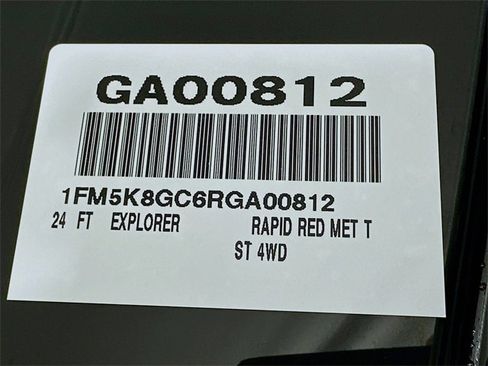 GA00812
1FM5K8GC6RGA00812
24 FT EXPLORER RAPID RED MET T
ST 4WD